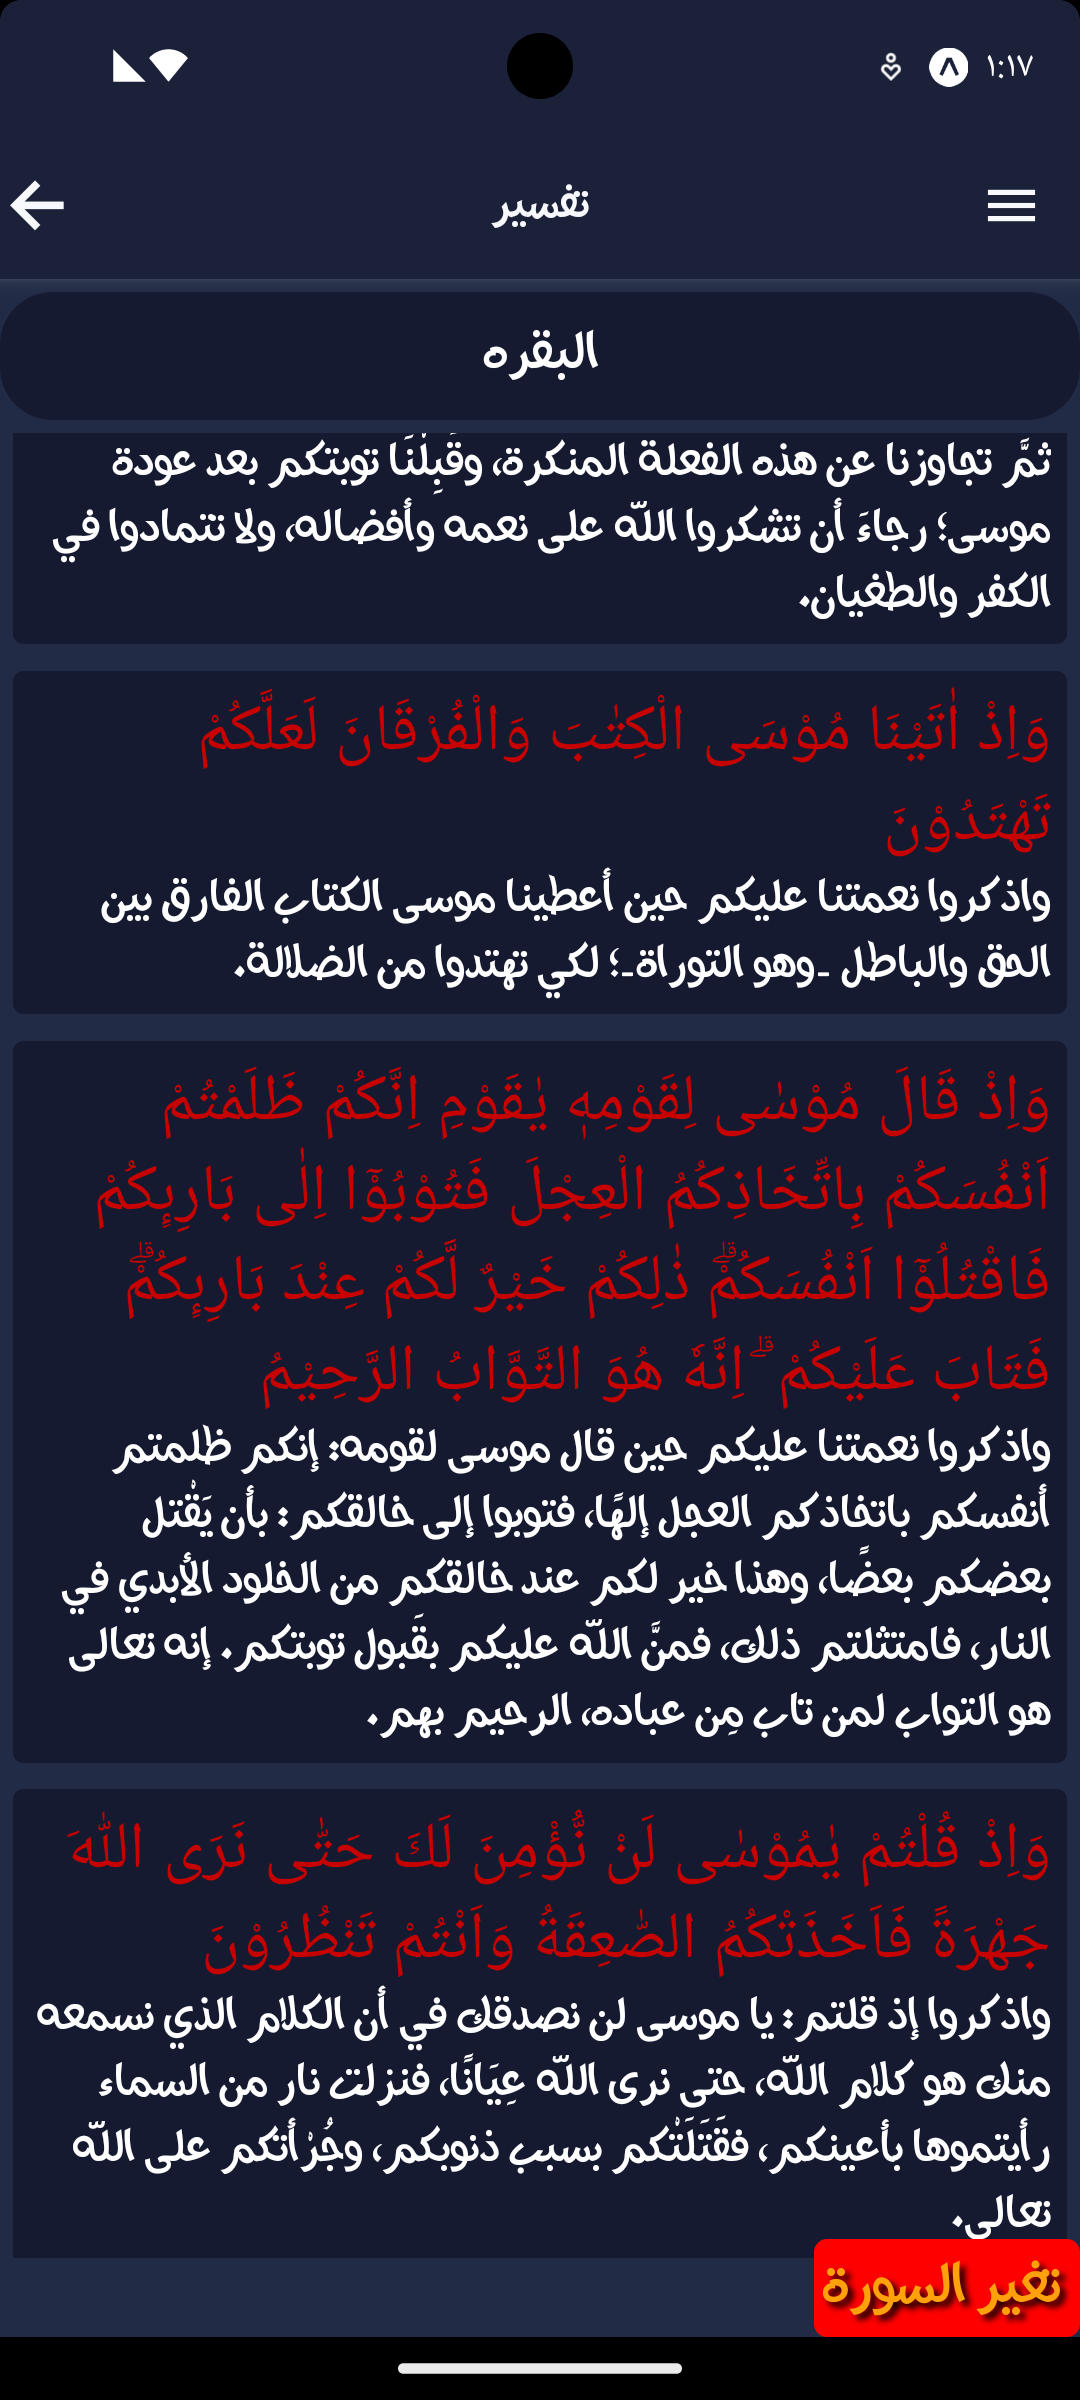 ١:١٧
تفسير
البقره
ثمَّ تجاوزنا عن هذه الفعلة المنكرة، وقَبِلْنَا توبتكم بعد عودة
موسى؛ رجاءَ أن تشكروا الله على نعمه وأفضاله، ولا تتمادوا في
الكفر والطغيان.
وَاِذْ اٰتَيْنَا مُوْسَى الْكِتٰبَ وَالْفُرْقَانَ لَعَلَّكُمْ
تَهْتَدُوْنَ
واذكروا نعمتنا عليكم حين أعطينا موسى الكتاب الفارق بين
الحق والباطل -وهو التوراة-؛ لكي تهتدوا من الضلالة.
وَاِذْ قَالَ مُوْسٰى لِقَوْمِهٖ يٰقَوْمِ اِنَّكُمْ ظَلَمْتُمْ
اَنْفُسَكُمْ بِاتِّخَاذِكُمُ الْعِجْلَ فَتُوْبُوْٓا اِلٰى بَارِىِٕكُمْ
فَاقْتُلُوْٓا اَنْفُسَكُمْۗ ذٰلِكُمْ خَيْرٌ لَّكُمْ عِنْدَ بَارِىِٕكُمْۗ
فَتَابَ عَلَيْكُمْ ۗ اِنَّهٗ هُوَ التَّوَّابُ الرَّحِيْمُ
واذكروا نعمتنا عليكم حين قال موسى لقومه: إنكم ظلمتم
أنفسكم باتخاذكم العجل إلهًا، فتوبوا إلى خالقكم: بأن يَقْتل
بعضكم بعضًا، وهذا خير لكم عند خالقكم من الخلود الأبدي في
النار، فامتثلتم ذلك، فمنَّ الله عليكم بقَبول توبتكم. إنه تعالى
هو التواب لمن تاب مِن عباده، الرحيم بهم.
وَاِذْ قُلْتُمْ يٰمُوْسٰى لَنْ نُّؤْمِنَ لَكَ حَتّٰى نَرَى اللّٰهَ
جَهْرَةً فَاَخَذَتْكُمُ الصّٰعِقَةُ وَاَنْتُمْ تَنْظُرُوْنَ
واذكروا إذ قلتم: يا موسى لن نصدقك في أن الكلام الذي نسمعه
منك هو كلام الله، حتى نرى الله عِيَانًا، فنزلت نار من السماء
رأيتموها بأعينكم، فقَتَلَتْكم بسبب ذنوبكم، وجُرْأتكم على الله
تعالى.
تغير السورة